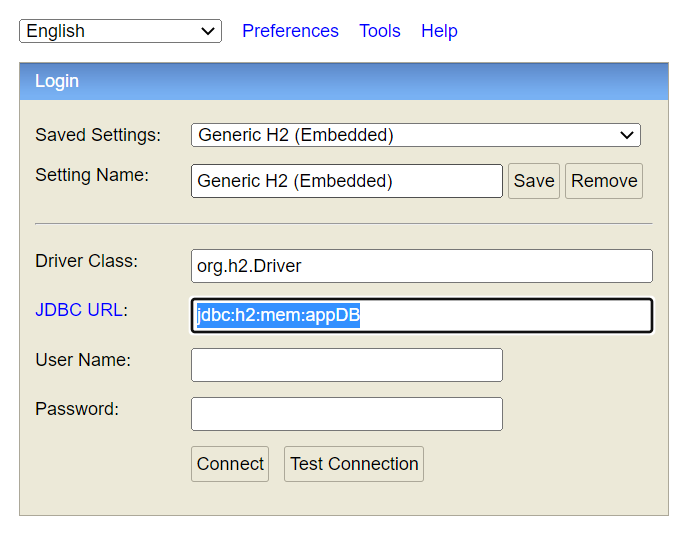 English Preferences Tools Help
Login
Saved Settings: Generic H2 (Embedded)
Setting Name: Generic H2 (Embedded) Save Remove
Driver Class: org.h2.Driver
JDBC URL: jdbc:h2:mem:appDB
User Name:
Password:
Connect Test Connection